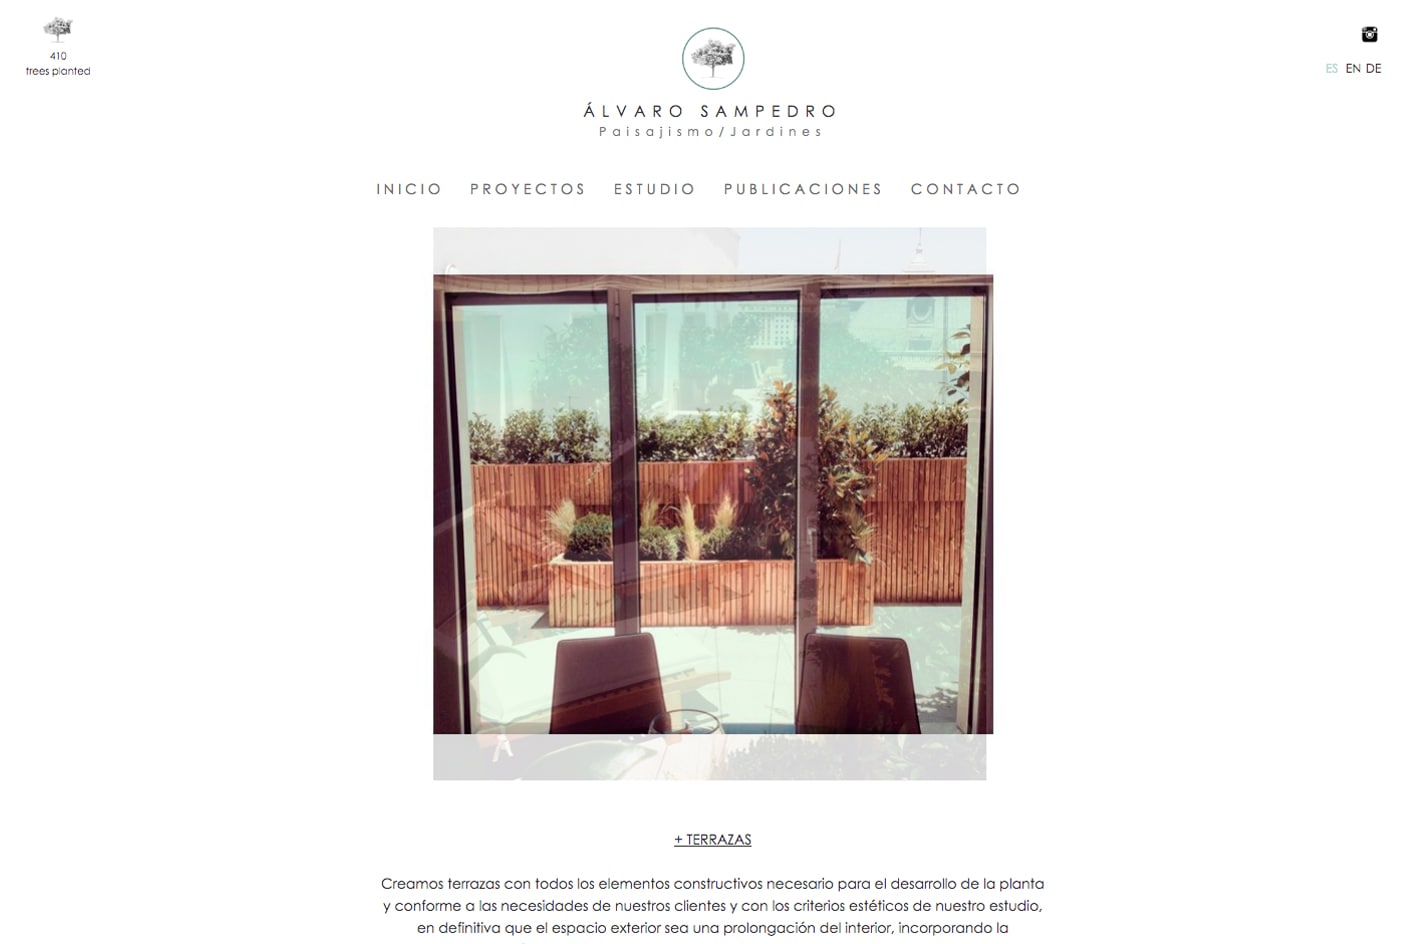 410
trees planted
ES EN DE
ÁLVARO SAMPEDRO
Paisajismo/Jardines
INICIO PROYECTOS ESTUDIO PUBLICACIONES CONTACTO
+ TERRAZAS
Creamos terrazas con todos los elementos constructivos necesario para el desarrollo de la planta
y conforme a las necesidades de nuestros clientes y con los criterios estéticos de nuestro estudio,
en definitiva que el espacio exterior sea una prolongación del interior, incorporando la